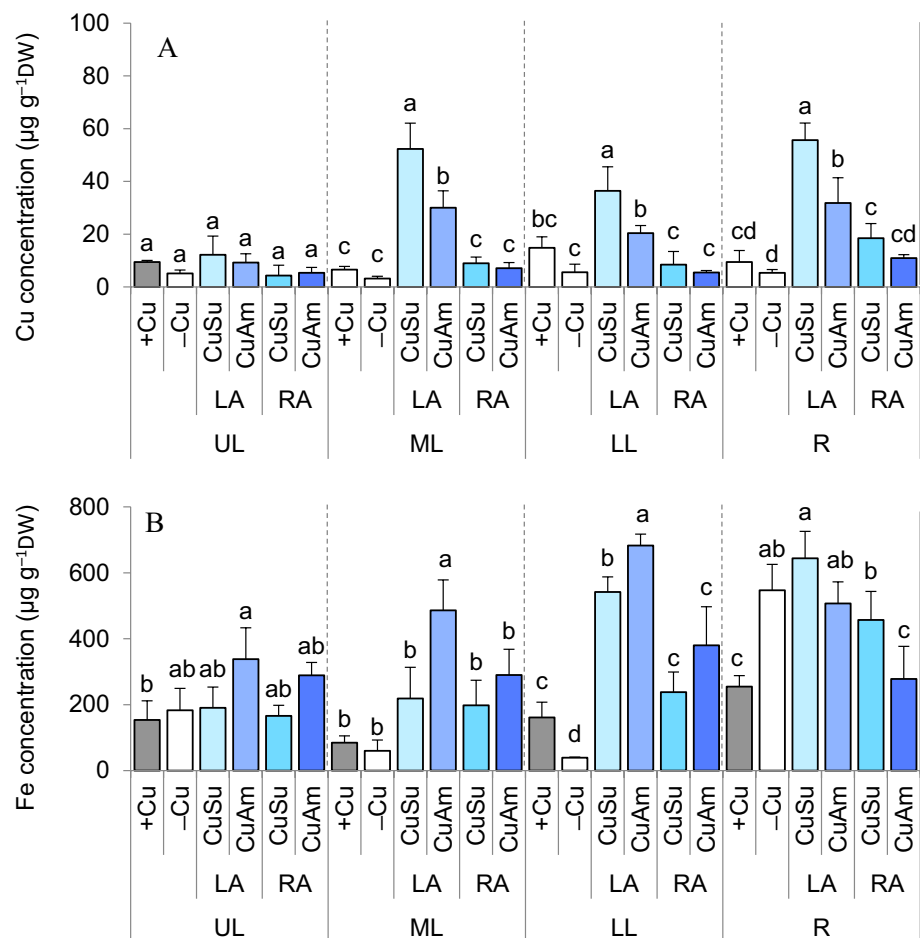 A
Cu concentration (µg g⁻¹DW)
100
80
60
40
20
0
a a a a a a c c a b c c bc c a b c c cd d a b c cd
+Cu –Cu CuSu CuAm CuSu CuAm +Cu –Cu CuSu CuAm CuSu CuAm +Cu –Cu CuSu CuAm CuSu CuAm +Cu –Cu CuSu CuAm CuSu CuAm
LA RA LA RA LA RA LA RA
UL ML LL R
B
Fe concentration (µg g⁻¹DW)
800
600
400
200
0
b ab ab a ab ab b b b a b b c d b a c c c ab a ab b c
+Cu –Cu CuSu CuAm CuSu CuAm +Cu –Cu CuSu CuAm CuSu CuAm +Cu –Cu CuSu CuAm CuSu CuAm +Cu –Cu CuSu CuAm CuSu CuAm
LA RA LA RA LA RA LA RA
UL ML LL R